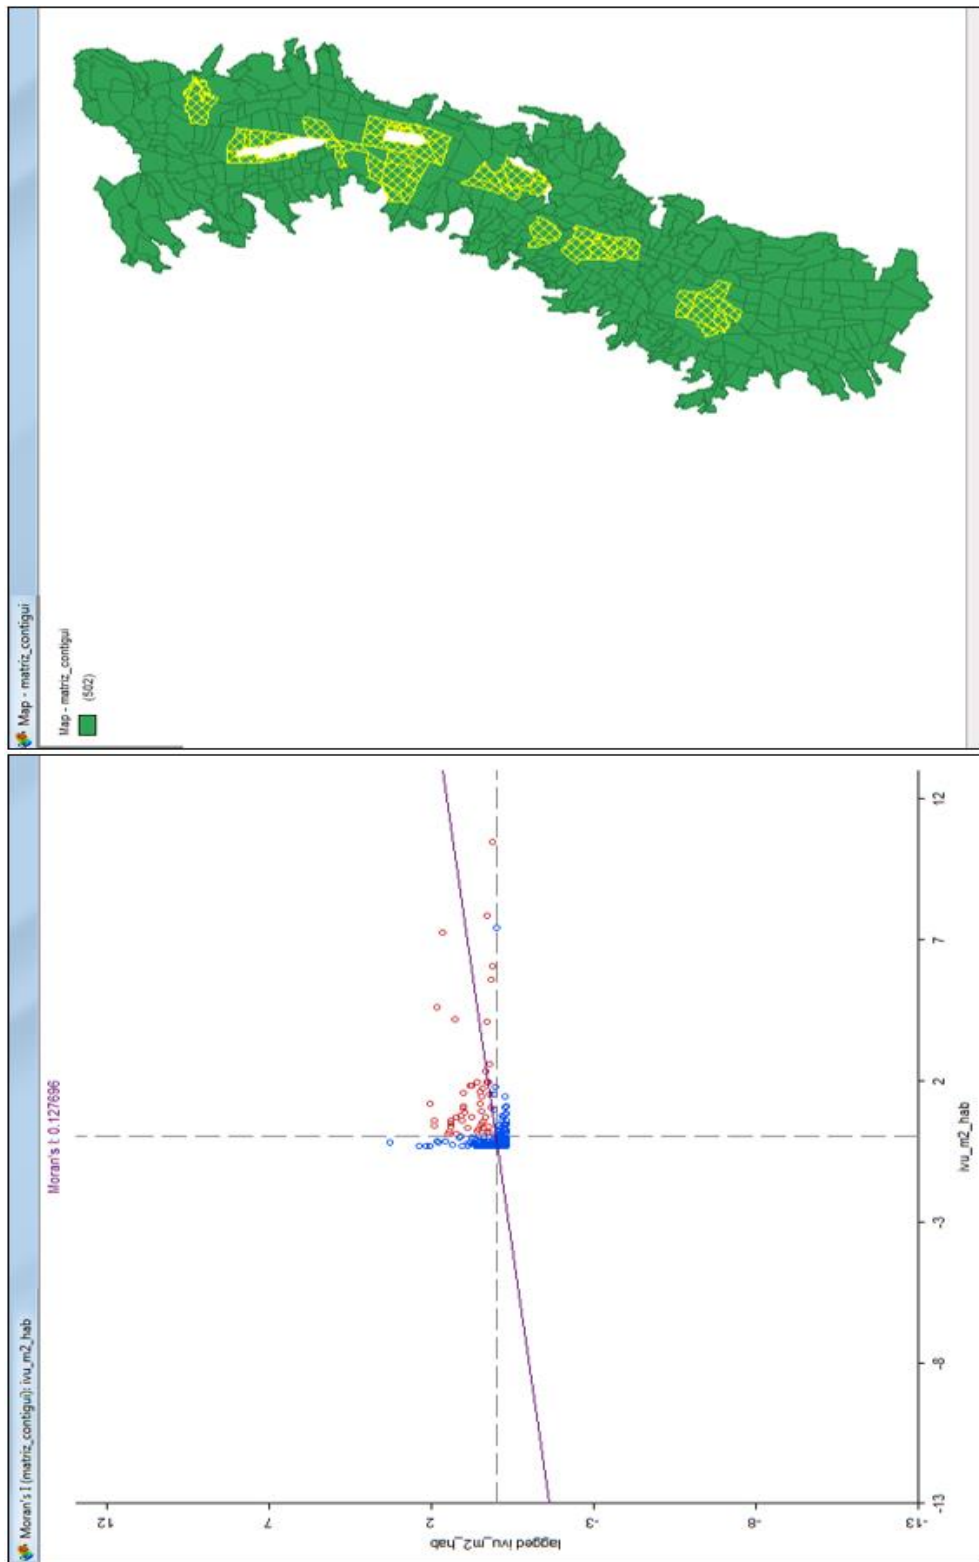 Moran's I (matriz_contigui): ivu_m2_hab
Moran's I: 0.127696
12
7
2
-3
-8
-13
lagged ivu_m2_hab
-13
-8
-3
2
7
12
ivu_m2_hab
Map - matriz_contigui
Map - matriz_contigui
(502)